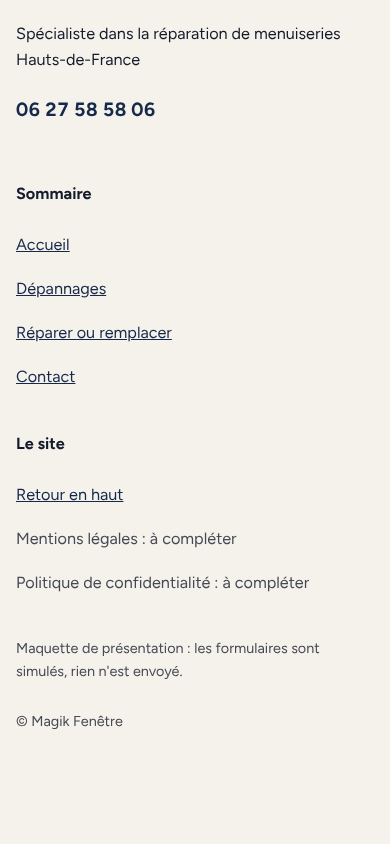 Spécialiste dans la réparation de menuiseries
Hauts-de-France
06 27 58 58 06
Sommaire
Accueil
Dépannages
Réparer ou remplacer
Contact
Le site
Retour en haut
Mentions légales : à compléter
Politique de confidentialité : à compléter
Maquette de présentation : les formulaires sont
simulés, rien n'est envoyé.
© Magik Fenêtre